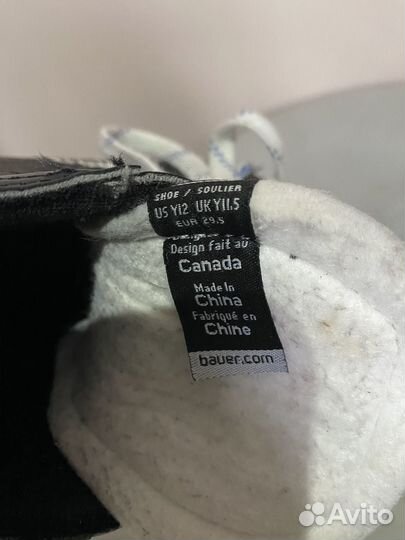 SHOE / SOULIER
US Y12 UK Y11.5
EUR 29.5
Design fait au
Canada
Made In
China
Fabriqué en
Chine
bauer.com
Avito